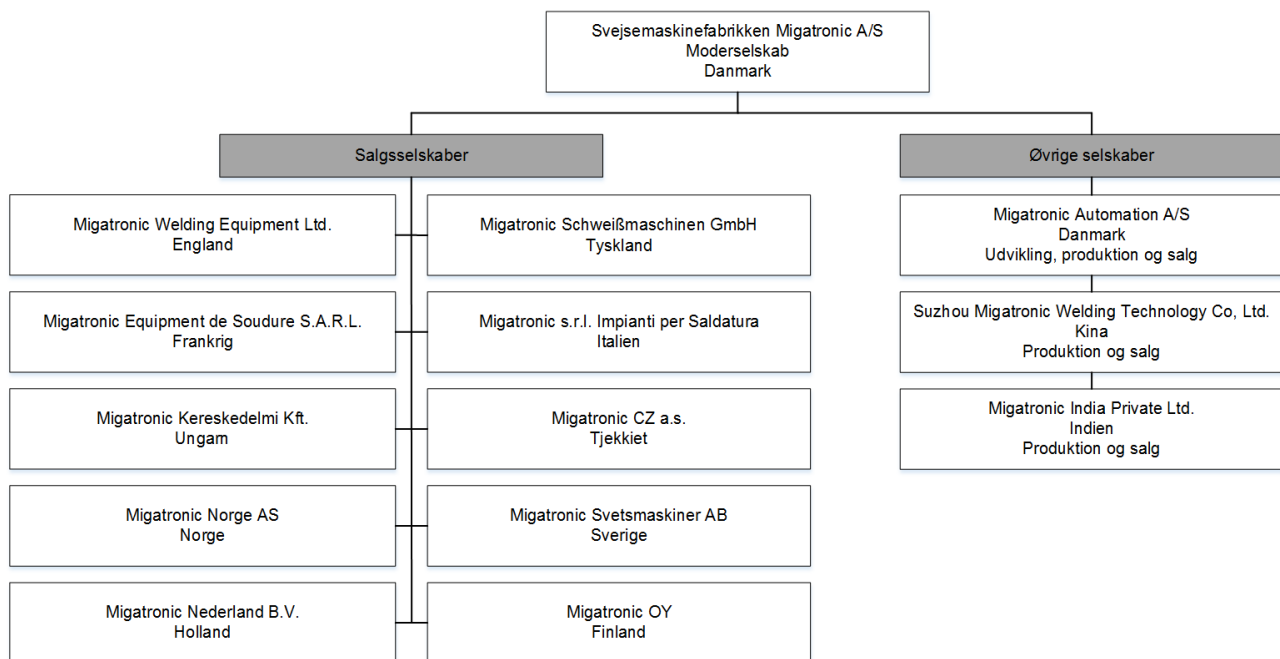 Svejsemaskinefabrikken Migatronic A/S
Moderselskab
Danmark
Salgsselskaber
Migatronic Welding Equipment Ltd.
England
Migatronic Schweißmaschinen GmbH
Tyskland
Migatronic Equipment de Soudure S.A.R.L.
Frankrig
Migatronic s.r.l. Impianti per Saldatura
Italien
Migatronic Kereskedelmi Kft.
Ungarn
Migatronic CZ a.s.
Tjekkiet
Migatronic Norge AS
Norge
Migatronic Svetsmaskiner AB
Sverige
Migatronic Nederland B.V.
Holland
Migatronic OY
Finland
Øvrige selskaber
Migatronic Automation A/S
Danmark
Udvikling, produktion og salg
Suzhou Migatronic Welding Technology Co, Ltd.
Kina
Produktion og salg
Migatronic India Private Ltd.
Indien
Produktion og salg